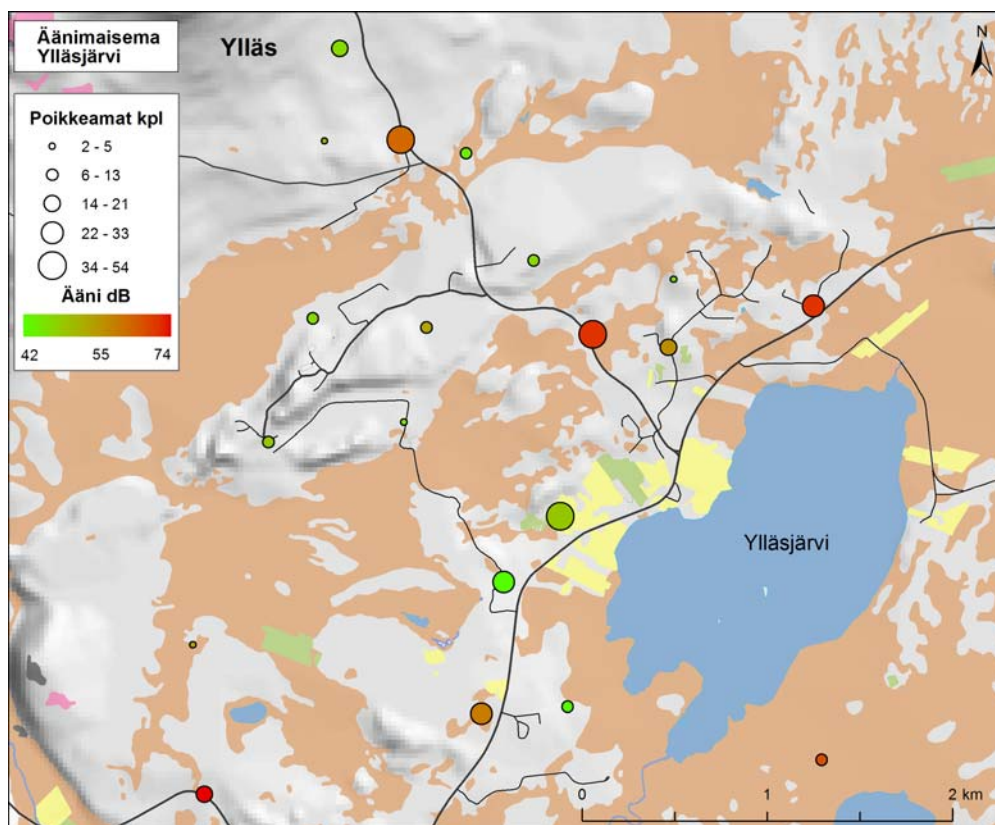 Äänimaisema
Ylläsjärvi
Ylläs
N
Poikkeamat kpl
2 - 5
6 - 13
14 - 21
22 - 33
34 - 54
Ääni dB
42 55 74
Ylläsjärvi
0 1 2 km